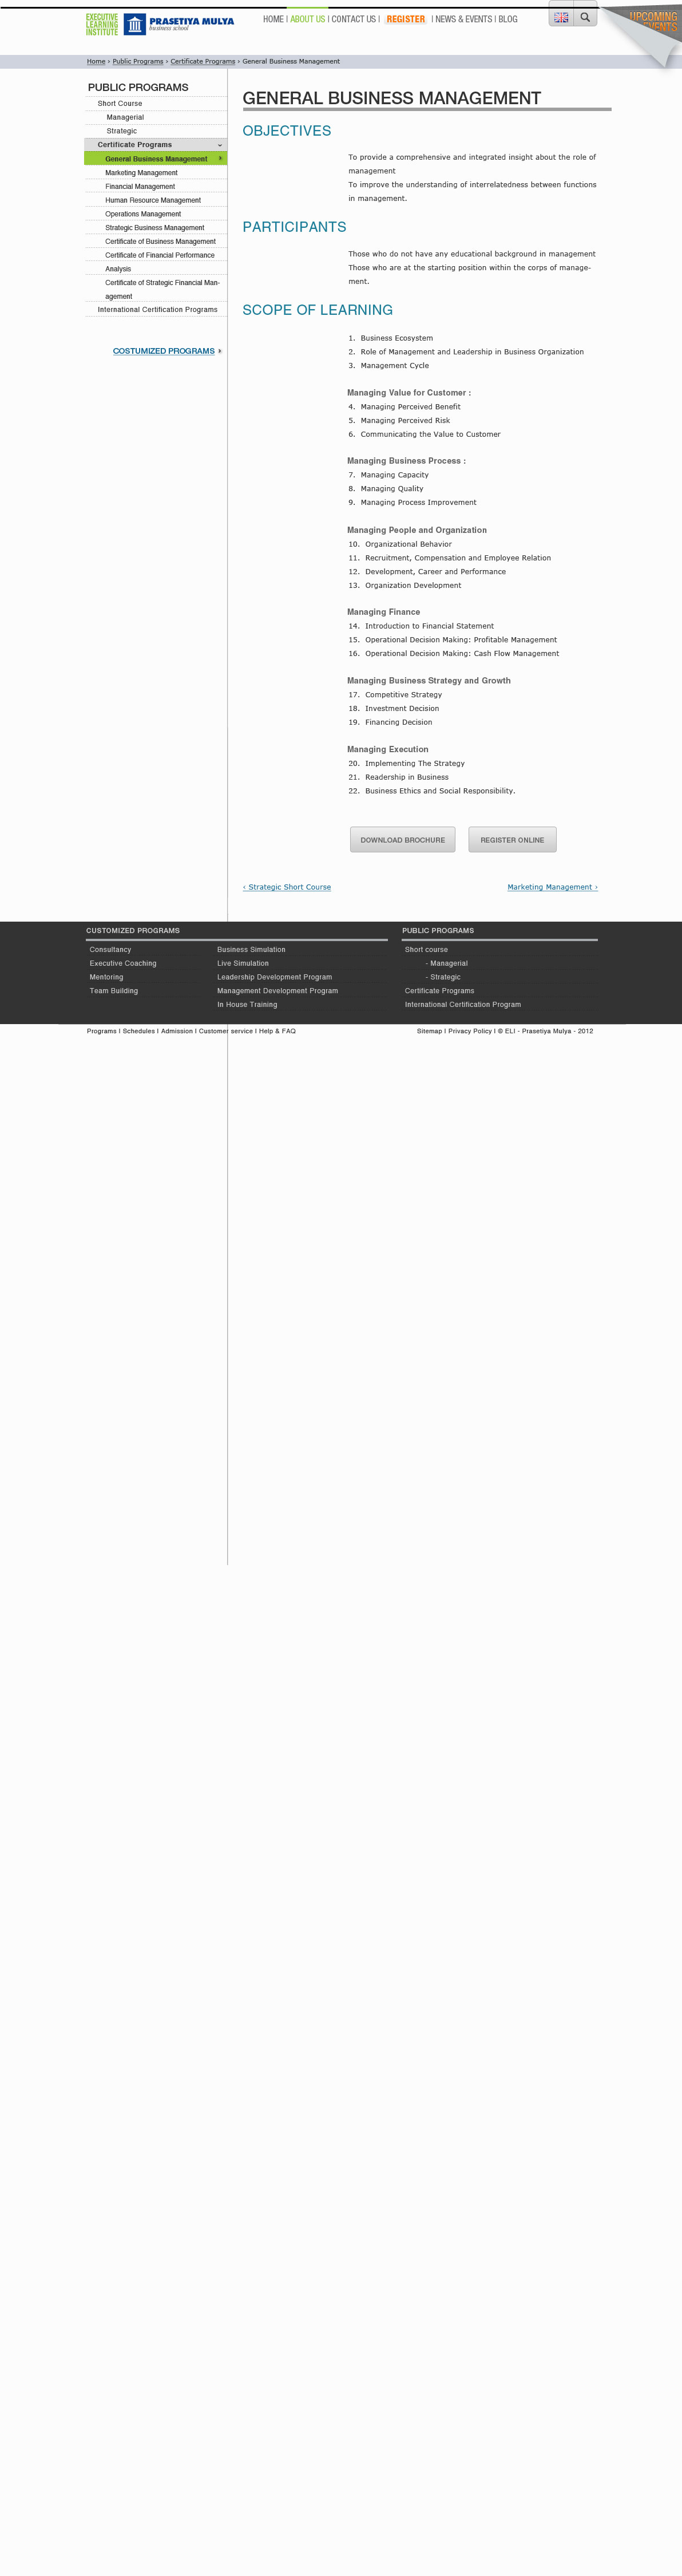 EXECUTIVE
LEARNING
INSTITUTE
PRASETIYA MULYA
business school
HOME | ABOUT US | CONTACT US | REGISTER | NEWS & EVENTS | BLOG
UPCOMING
EVENTS
Home › Public Programs › Certificate Programs › General Business Management
PUBLIC PROGRAMS
Short Course
Managerial
Strategic
Certificate Programs
General Business Management
Marketing Management
Financial Management
Human Resource Management
Operations Management
Strategic Business Management
Certificate of Business Management
Certificate of Financial Performance
Analysis
Certificate of Strategic Financial Man-
agement
International Certification Programs
COSTUMIZED PROGRAMS
GENERAL BUSINESS MANAGEMENT
OBJECTIVES
To provide a comprehensive and integrated insight about the role of
management
To improve the understanding of interrelatedness between functions
in management.
PARTICIPANTS
Those who do not have any educational background in management
Those who are at the starting position within the corps of manage-
ment.
SCOPE OF LEARNING
1. Business Ecosystem
2. Role of Management and Leadership in Business Organization
3. Management Cycle
Managing Value for Customer :
4. Managing Perceived Benefit
5. Managing Perceived Risk
6. Communicating the Value to Customer
Managing Business Process :
7. Managing Capacity
8. Managing Quality
9. Managing Process Improvement
Managing People and Organization
10. Organizational Behavior
11. Recruitment, Compensation and Employee Relation
12. Development, Career and Performance
13. Organization Development
Managing Finance
14. Introduction to Financial Statement
15. Operational Decision Making: Profitable Management
16. Operational Decision Making: Cash Flow Management
Managing Business Strategy and Growth
17. Competitive Strategy
18. Investment Decision
19. Financing Decision
Managing Execution
20. Implementing The Strategy
21. Readership in Business
22. Business Ethics and Social Responsibility.
DOWNLOAD BROCHURE
REGISTER ONLINE
‹ Strategic Short Course
Marketing Management ›
CUSTOMIZED PROGRAMS
Consultancy
Executive Coaching
Mentoring
Team Building
Business Simulation
Live Simulation
Leadership Development Program
Management Development Program
In House Training
PUBLIC PROGRAMS
Short course
- Managerial
- Strategic
Certificate Programs
International Certification Program
Programs | Schedules | Admission | Customer service | Help & FAQ
Sitemap | Privacy Policy | © ELI - Prasetiya Mulya - 2012